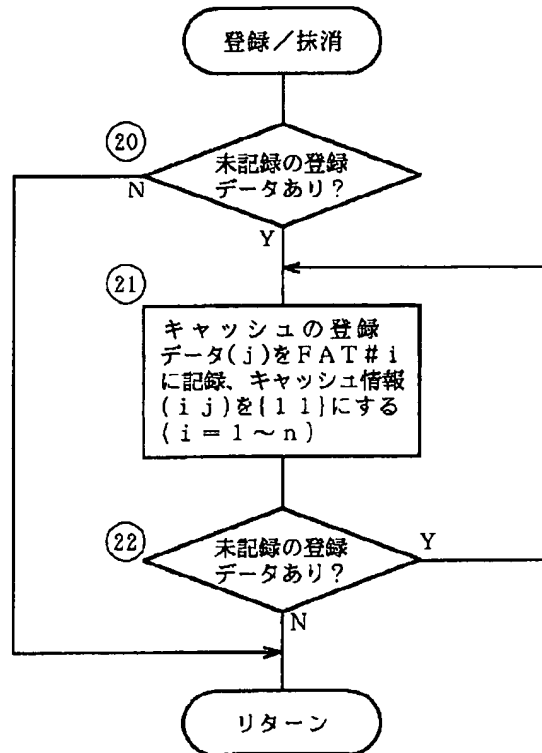 登録／抹消
20
未記録の登録
データあり？
N
Y
21
キャッシュの登録
データ(j)をFAT#i
に記録、キャッシュ情報
(ij)を{11}にする
(i=1～n)
22
未記録の登録
データあり？
Y
N
リターン